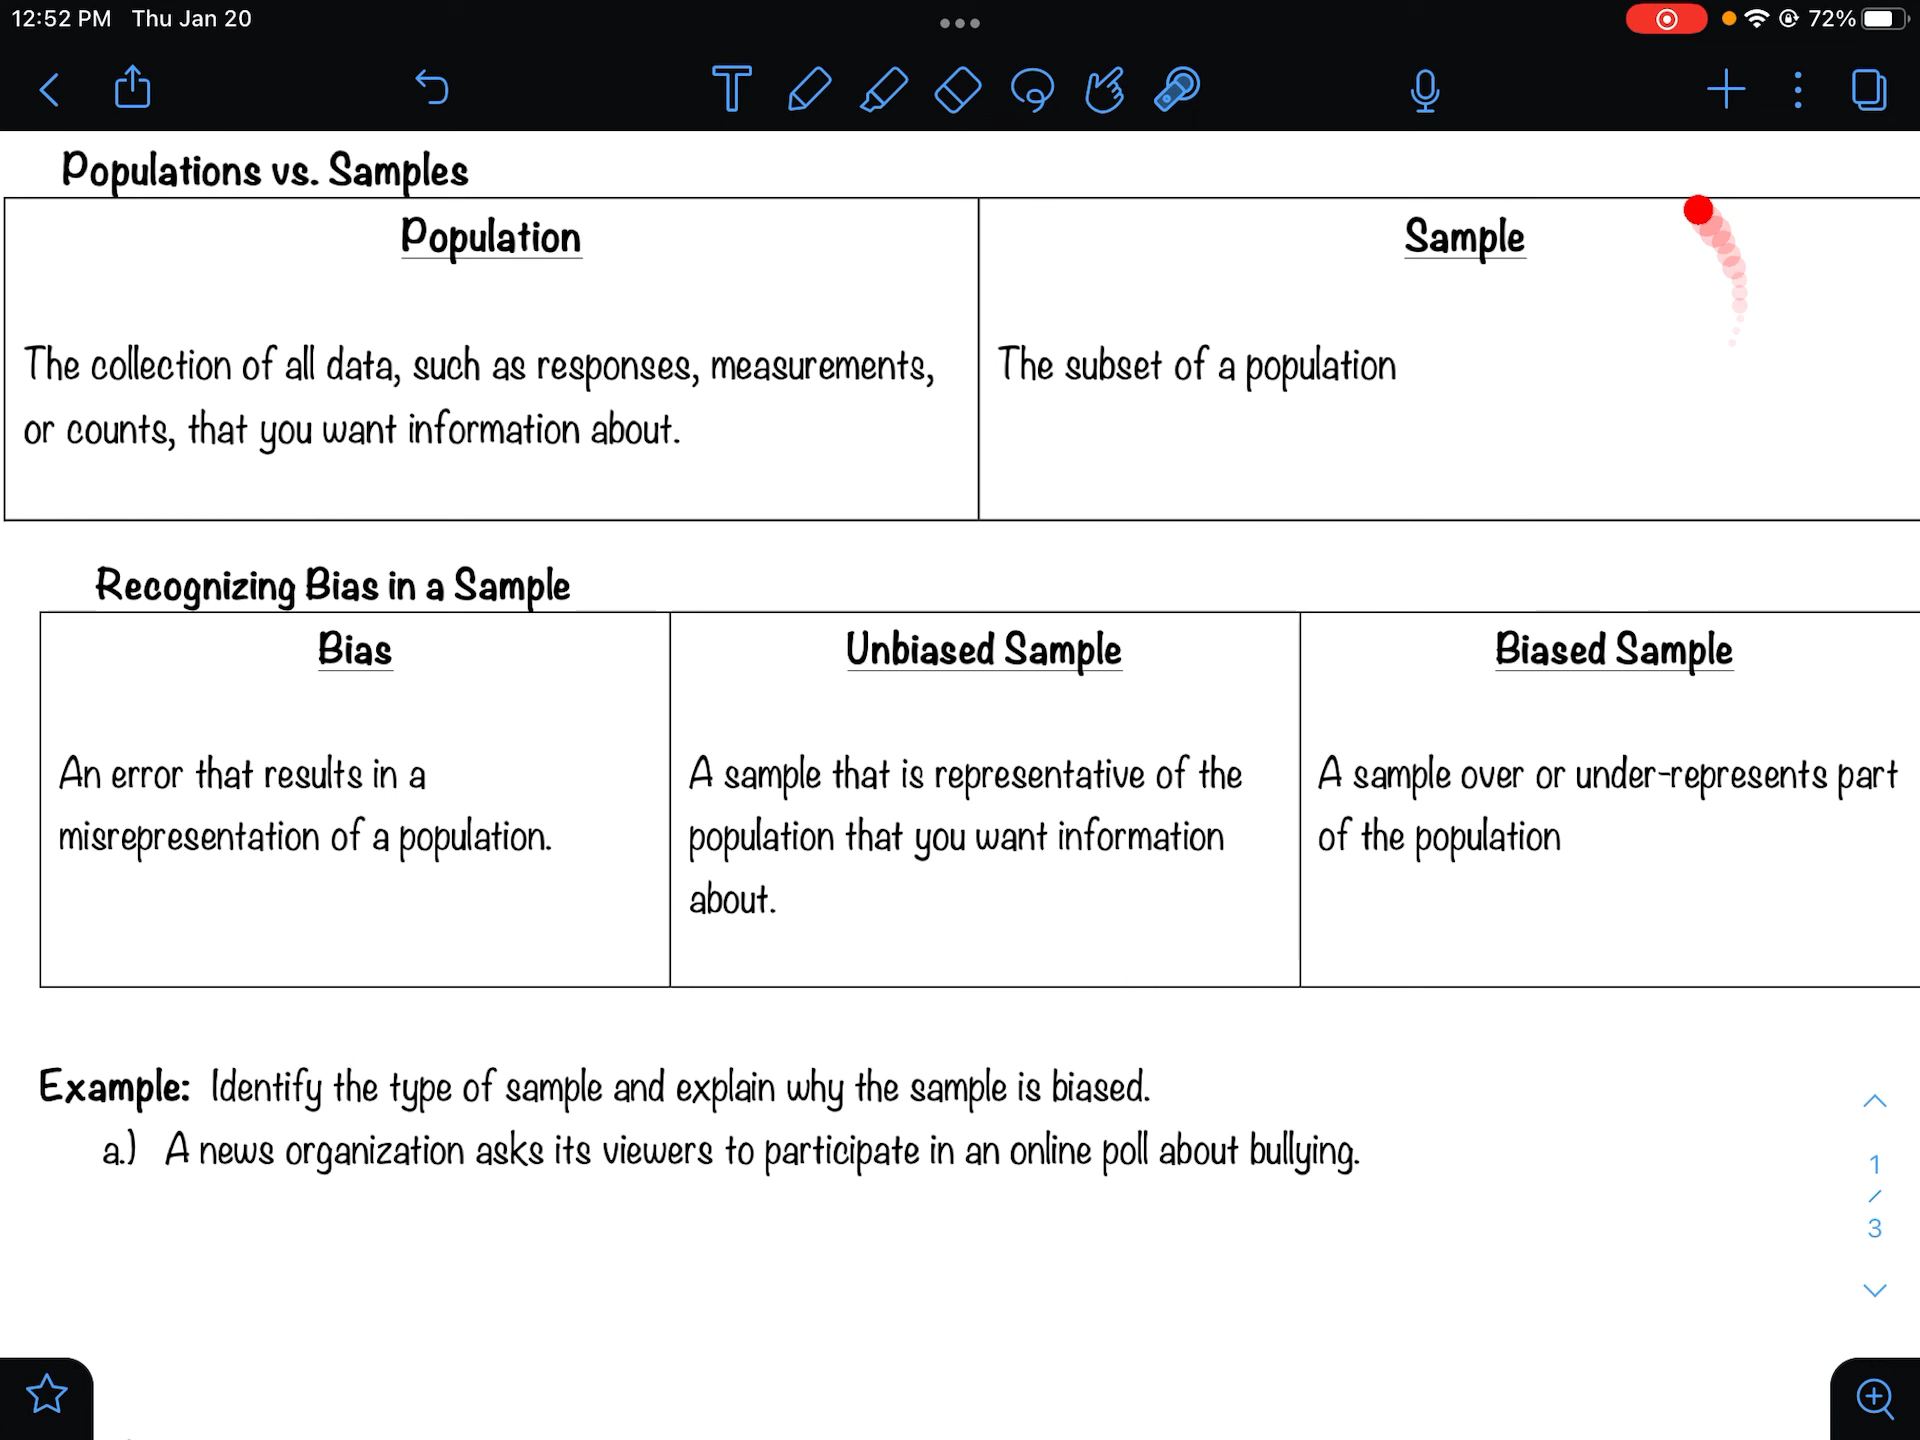 12:52 PM Thu Jan 20
72%
Populations vs. Samples
Population
Sample
The collection of all data, such as responses, measurements,
or counts, that you want information about.
The subset of a population
Recognizing Bias in a Sample
Bias
Unbiased Sample
Biased Sample
An error that results in a
misrepresentation of a population.
A sample that is representative of the
population that you want information
about.
A sample over or under-represents part
of the population
Example: Identify the type of sample and explain why the sample is biased.
a.) A news organization asks its viewers to participate in an online poll about bullying.
1
/
3